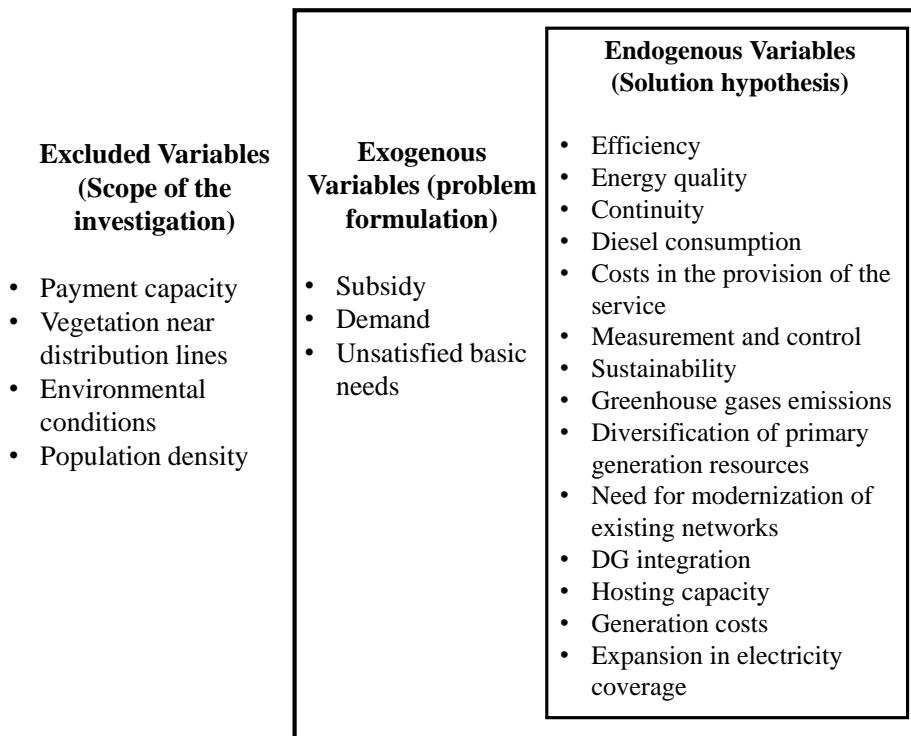 Excluded Variables
(Scope of the
investigation)
• Payment capacity
• Vegetation near
distribution lines
• Environmental
conditions
• Population density
Exogenous
Variables (problem
formulation)
• Subsidy
• Demand
• Unsatisfied basic
needs
Endogenous Variables
(Solution hypothesis)
• Efficiency
• Energy quality
• Continuity
• Diesel consumption
• Costs in the provision of the
service
• Measurement and control
• Sustainability
• Greenhouse gases emissions
• Diversification of primary
generation resources
• Need for modernization of
existing networks
• DG integration
• Hosting capacity
• Generation costs
• Expansion in electricity
coverage